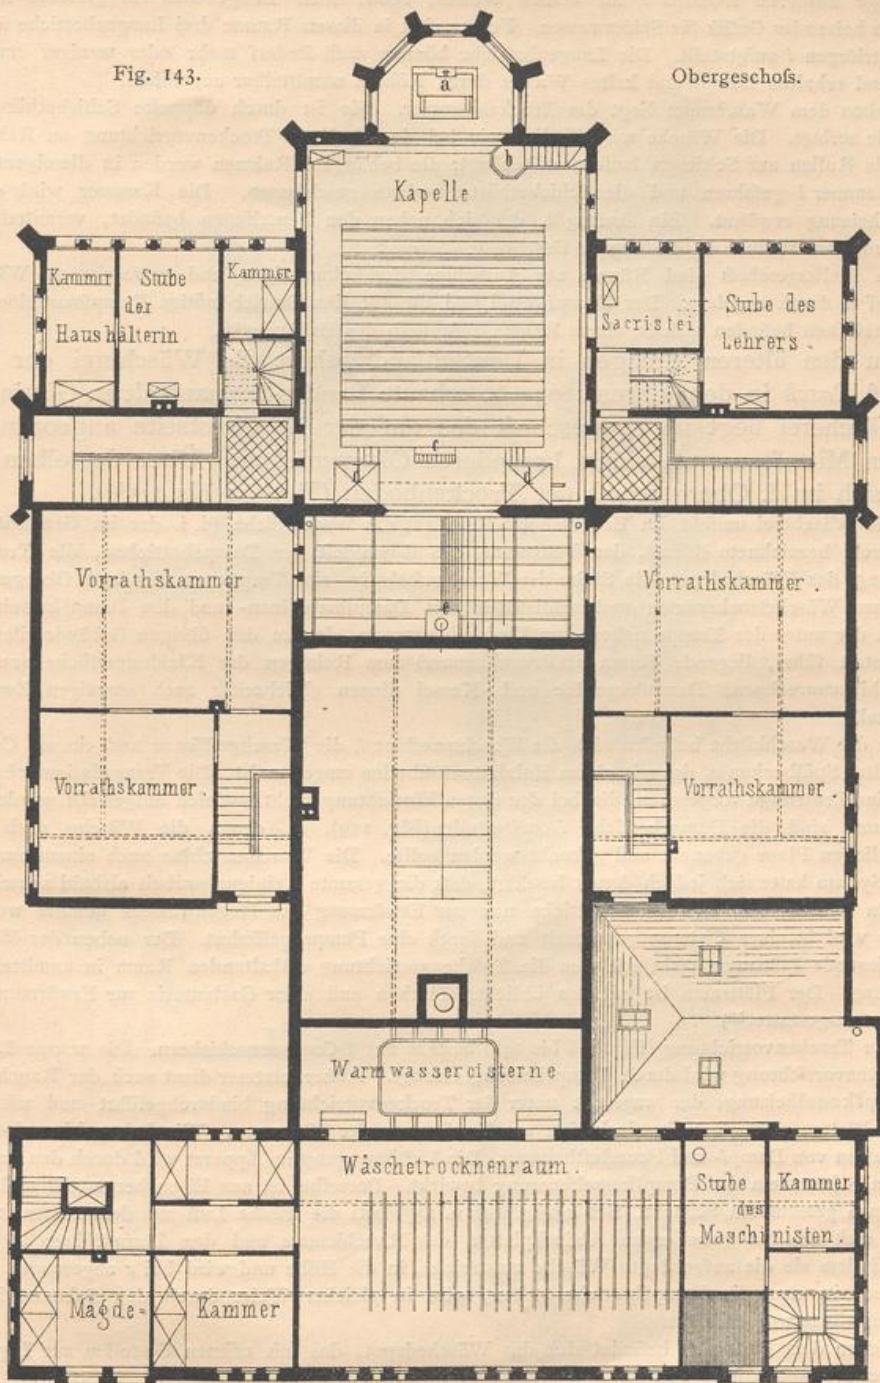 Fig. 143.
Obergeschoſs.
a
b
Kapelle
Kammer
Stube
der
Haushälterin
Kammer
Sacristei
Stube des
Lehrers.
c
d
d
Vorrathskammer
e
Vorrathskammer.
Vorrathskammer.
Vorrathskammer.
Warmwassercisterne
Wäschetrocknenraum.
Stube
Kammer
des
Maschinisten.
Mägde-
Kammer